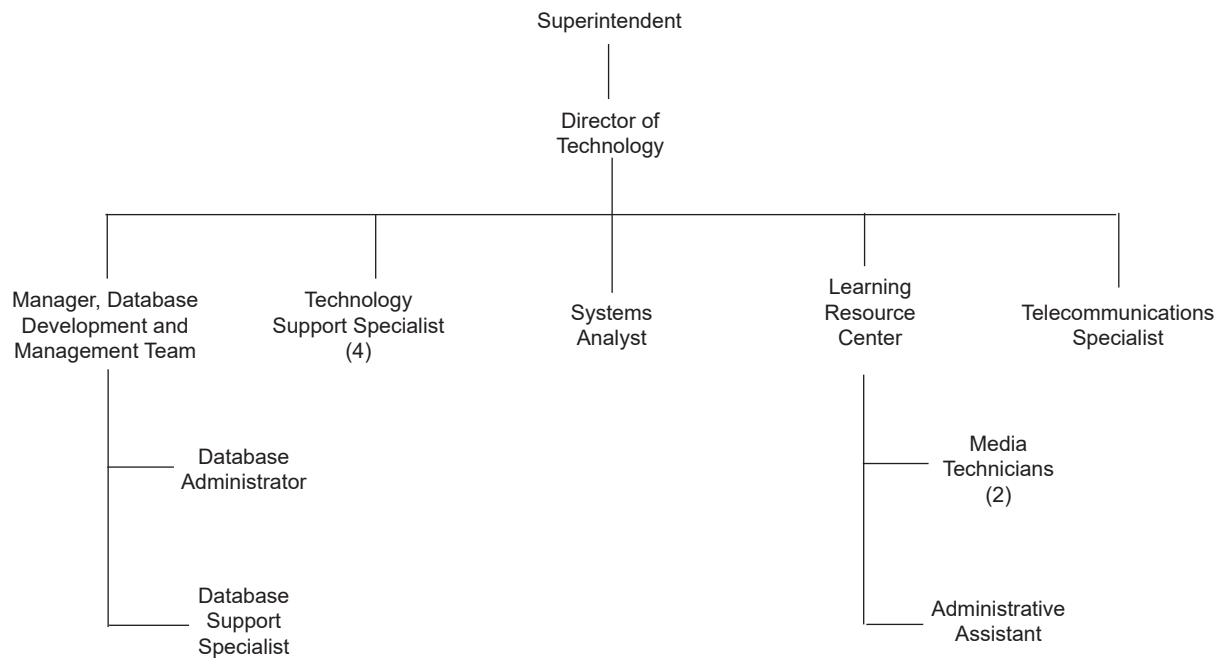 Superintendent
Director of
Technology
Manager, Database
Development and
Management Team
Technology
Support Specialist
(4)
Systems
Analyst
Learning
Resource
Center
Telecommunications
Specialist
Database
Administrator
Media
Technicians
(2)
Database
Support
Specialist
Administrative
Assistant